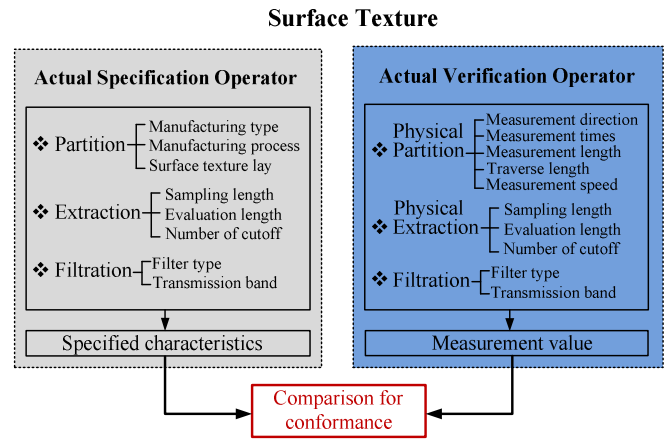 Surface Texture
Actual Specification Operator
❖ Partition
Manufacturing type
Manufacturing process
Surface texture lay
❖ Extraction
Sampling length
Evaluation length
Number of cutoff
❖ Filtration
Filter type
Transmission band
Specified characteristics
Actual Verification Operator
❖ Physical
Partition
Measurement direction
Measurement times
Measurement length
Traverse length
Measurement speed
❖ Physical
Extraction
Sampling length
Evaluation length
Number of cutoff
❖ Filtration
Filter type
Transmission band
Measurement value
Comparison for
conformance